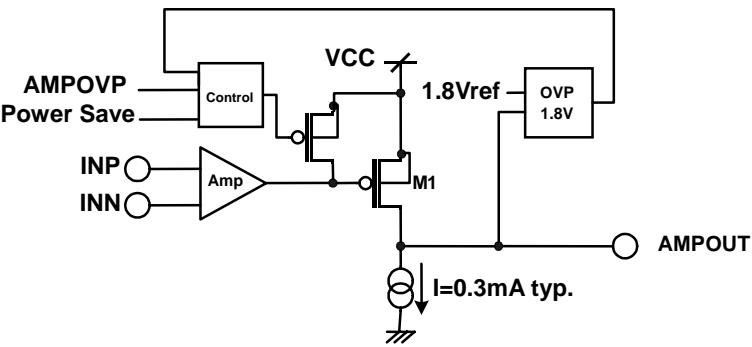 VCC
AMPOVP
Control
1.8Vref
OVP
1.8V
Power Save
INP
Amp
M1
INN
AMPOUT
I=0.3mA typ.